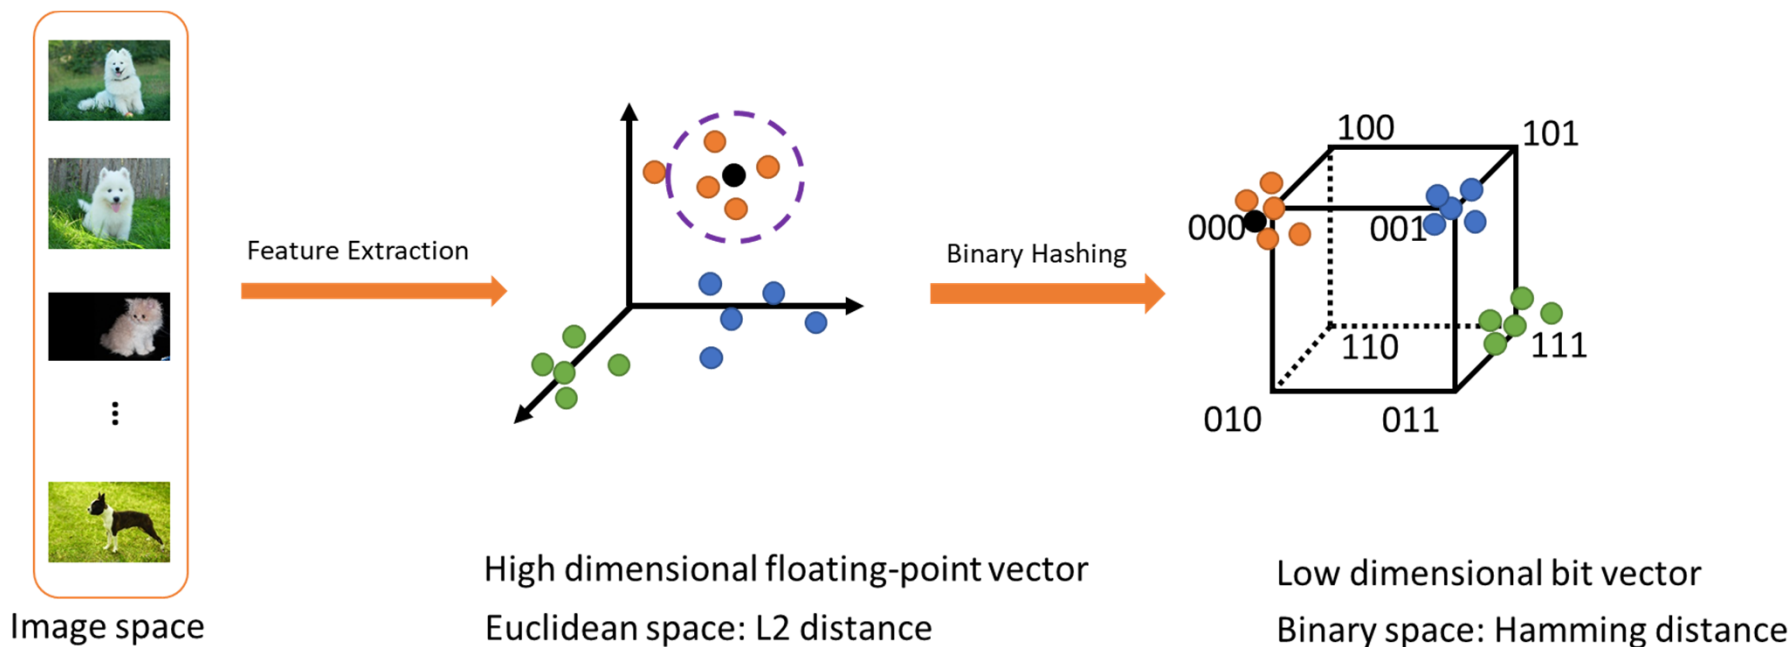 Image space
Feature Extraction
High dimensional floating-point vector
Euclidean space: L2 distance
Binary Hashing
100
101
000
001
110
111
010
011
Low dimensional bit vector
Binary space: Hamming distance